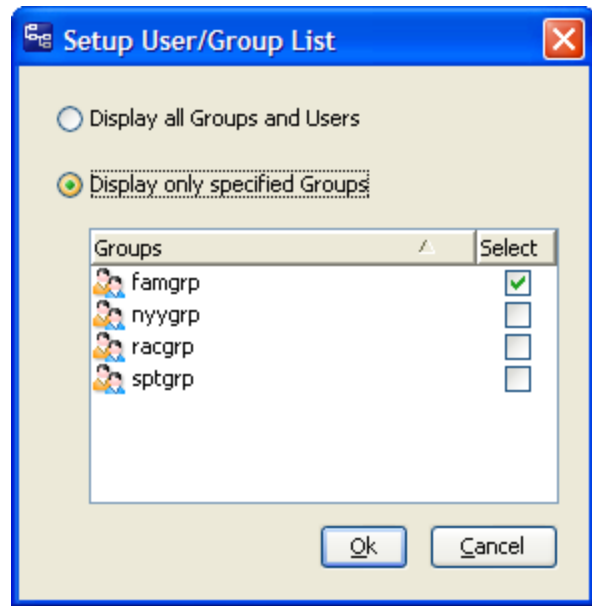 Setup User/Group List
Display all Groups and Users
Display only specified Groups
Groups Select
famgrp
nyygrp
racgrp
sptgrp
Ok Cancel